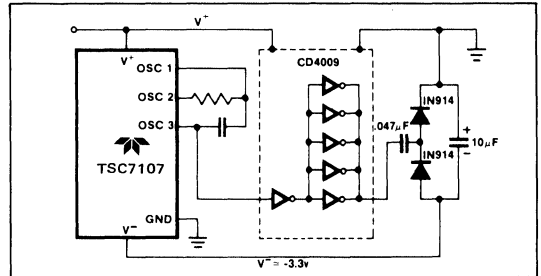 V+
V+
OSC 1
OSC 2
OSC 3
TSC7107
GND
V−
CD4009
.047µF
IN914
IN914
+
10µF
−
V− = -3.3v